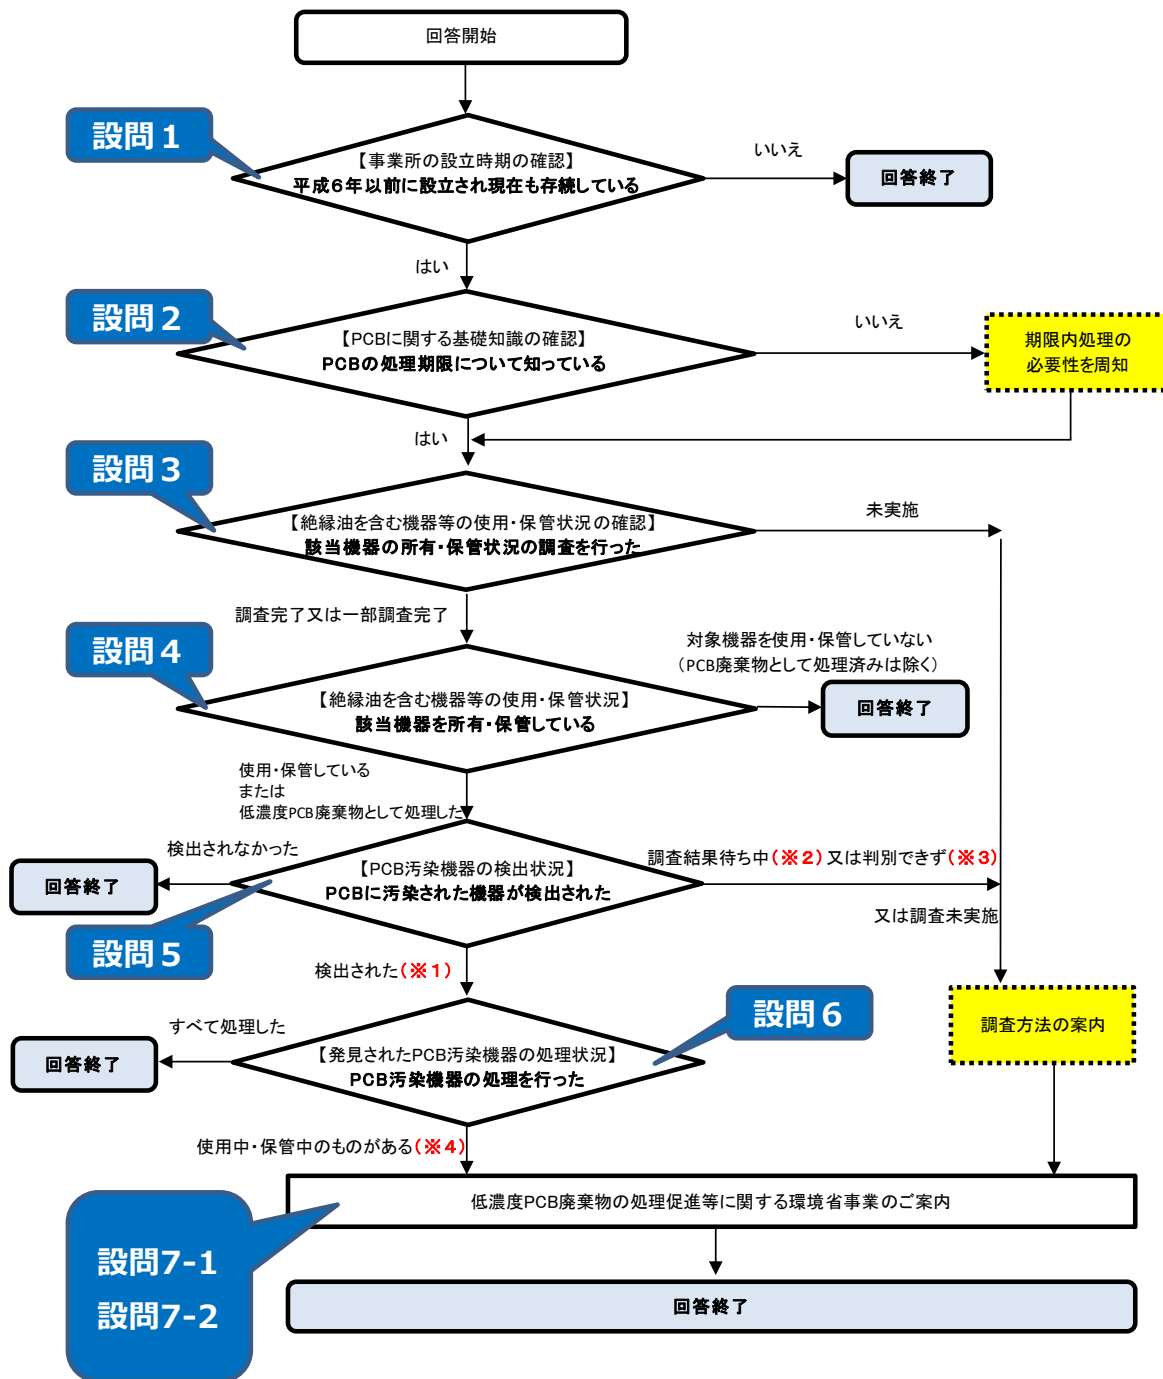 回答開始
設問１
【事業所の設立時期の確認】
平成６年以前に設立され現在も存続している
いいえ
回答終了
はい
設問２
【PCBに関する基礎知識の確認】
PCBの処理期限について知っている
いいえ
期限内処理の
必要性を周知
はい
設問３
【絶縁油を含む機器等の使用・保管状況の確認】
該当機器の所有・保管状況の調査を行った
未実施
調査完了又は一部調査完了
設問４
【絶縁油を含む機器等の使用・保管状況】
該当機器を所有・保管している
対象機器を使用・保管していない
（PCB廃棄物として処理済みは除く）
回答終了
使用・保管している
または
低濃度PCB廃棄物として処理した
検出されなかった
回答終了
【PCB汚染機器の検出状況】
PCBに汚染された機器が検出された
調査結果待ち中(※２)又は判別できず(※３)
又は調査未実施
設問５
検出された(※１)
設問６
すべて処理した
回答終了
【発見されたPCB汚染機器の処理状況】
PCB汚染機器の処理を行った
調査方法の案内
使用中・保管中のものがある(※４)
低濃度PCB廃棄物の処理促進等に関する環境省事業のご案内
設問7-1
設問7-2
回答終了